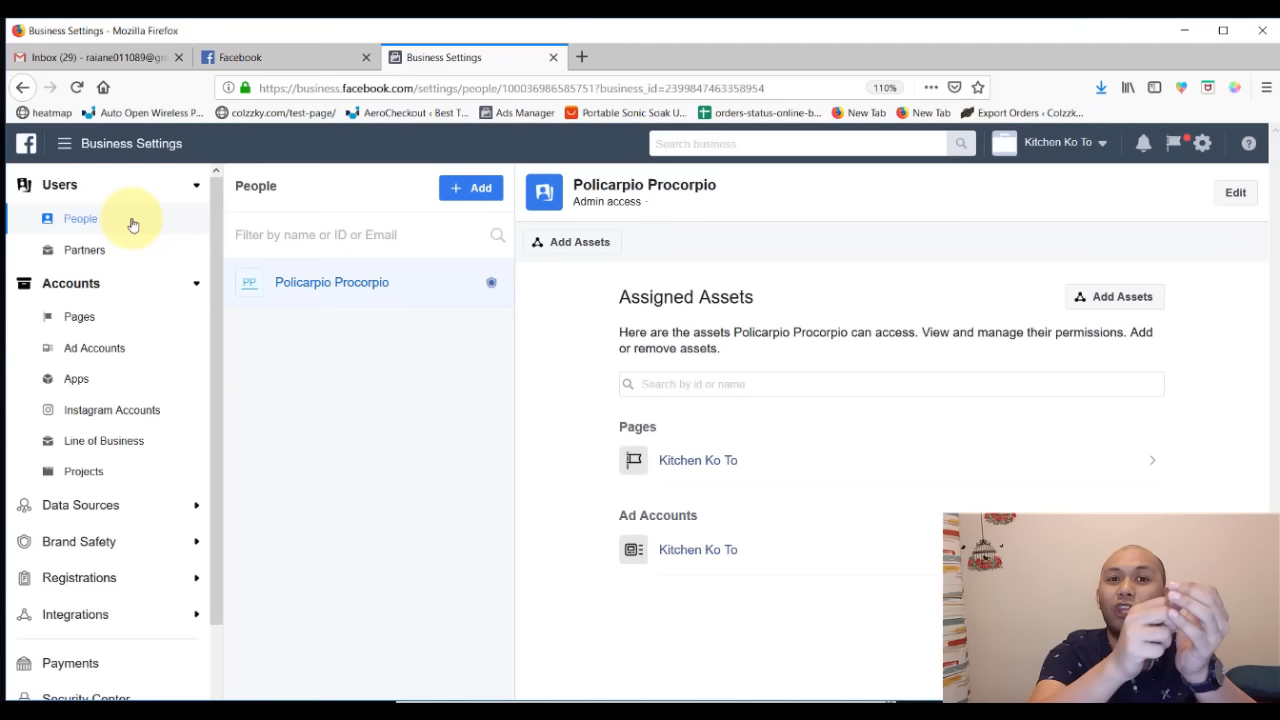 Business Settings - Mozilla Firefox
Inbox (29) - raiane011089@gm
Facebook
Business Settings
https://business.facebook.com/settings/people/100036986585751?business_id=2399847463358954
110%
heatmap
Auto Open Wireless P...
colzzky.com/test-page/
AeroCheckout ‹ Best T...
Ads Manager
Portable Sonic Soak U...
orders-status-online-b...
New Tab
New Tab
Export Orders ‹ Colzzk...
Business Settings
Search business
Kitchen Ko To
Users
People
Partners
Accounts
Pages
Ad Accounts
Apps
Instagram Accounts
Line of Business
Projects
Data Sources
Brand Safety
Registrations
Integrations
Payments
Security Center
People
+ Add
Filter by name or ID or Email
PP
Policarpio Procorpio
Policarpio Procorpio
Admin access ·
Edit
Add Assets
Assigned Assets
Add Assets
Here are the assets Policarpio Procorpio can access. View and manage their permissions. Add
or remove assets.
Search by id or name
Pages
Kitchen Ko To
Ad Accounts
Kitchen Ko To